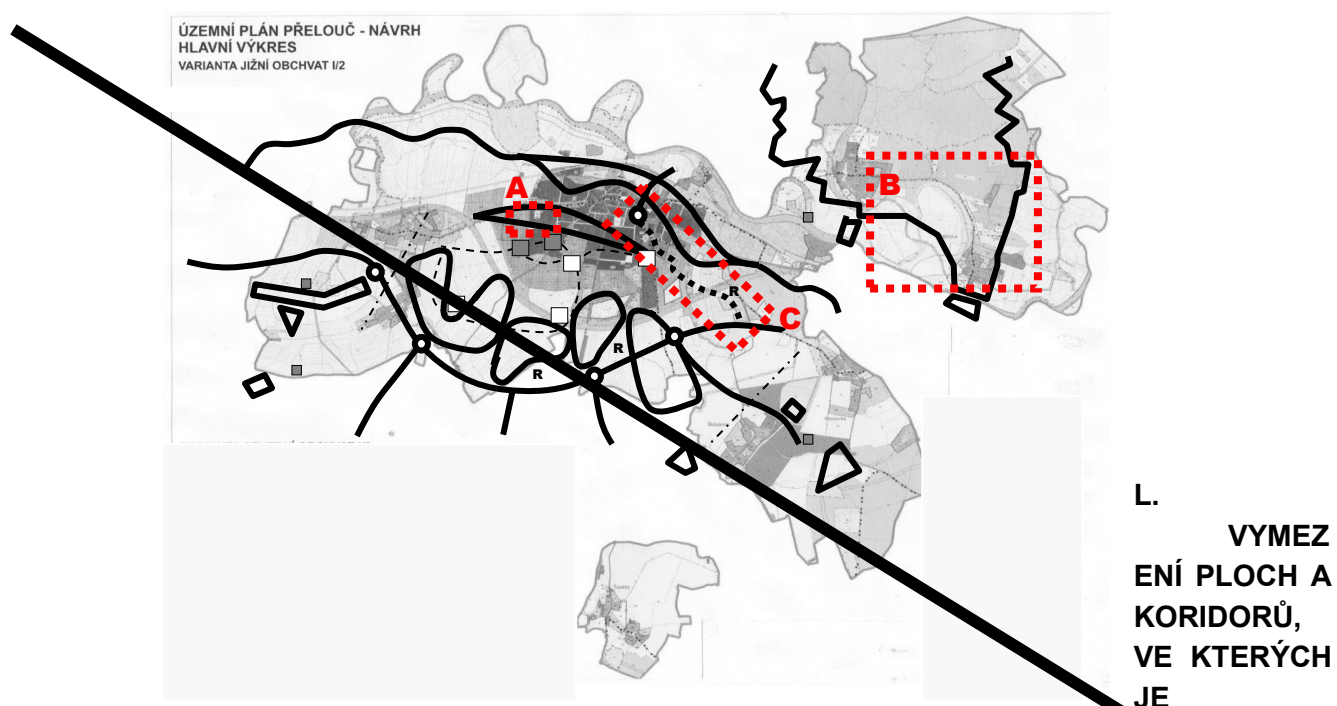 ÚZEMNÍ PLÁN PŘELOUČ - NÁVRH
HLAVNÍ VÝKRES
VARIANTA JIŽNÍ OBCHVAT I/2
A
B
C
R
R
R
L.
VYMEZ
ENÍ PLOCH A
KORIDORŮ,
VE KTERÝCH
JE